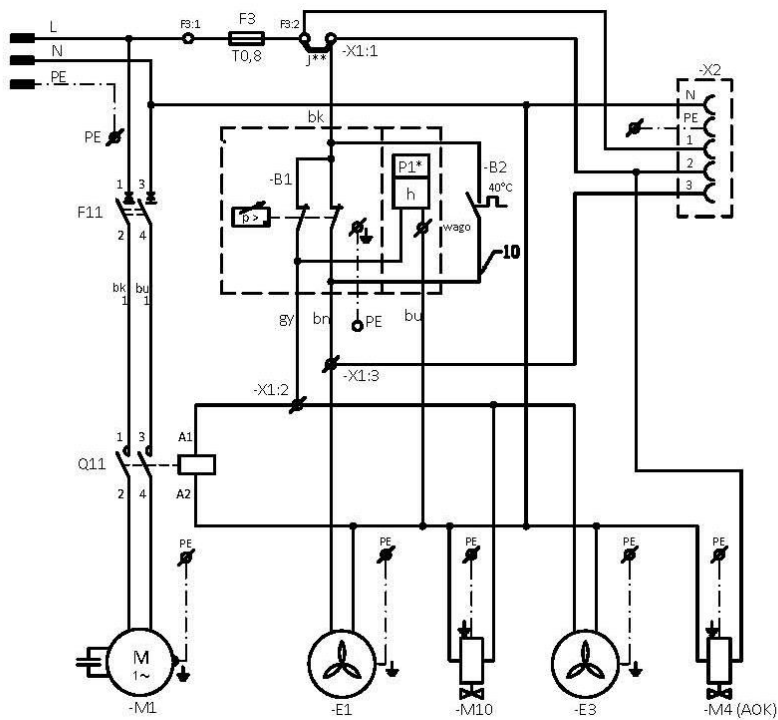 L
F3:1
F3
F3:2
T0,8
J**
-X1:1
N
PE
PE
-X2
N
PE
1
2
3
bk
-B1
P1*
h
-B2
40°C
p >
wago
10
1 3
F11
2 4
bk 1
bu 1
gy
bn
PE
bu
-X1:3
-X1:2
1 3
A1
Q11
2 4
A2
PE
PE
PE
PE
PE
M
1~
-M1
-E1
-M10
-E3
-M4 (AOK)